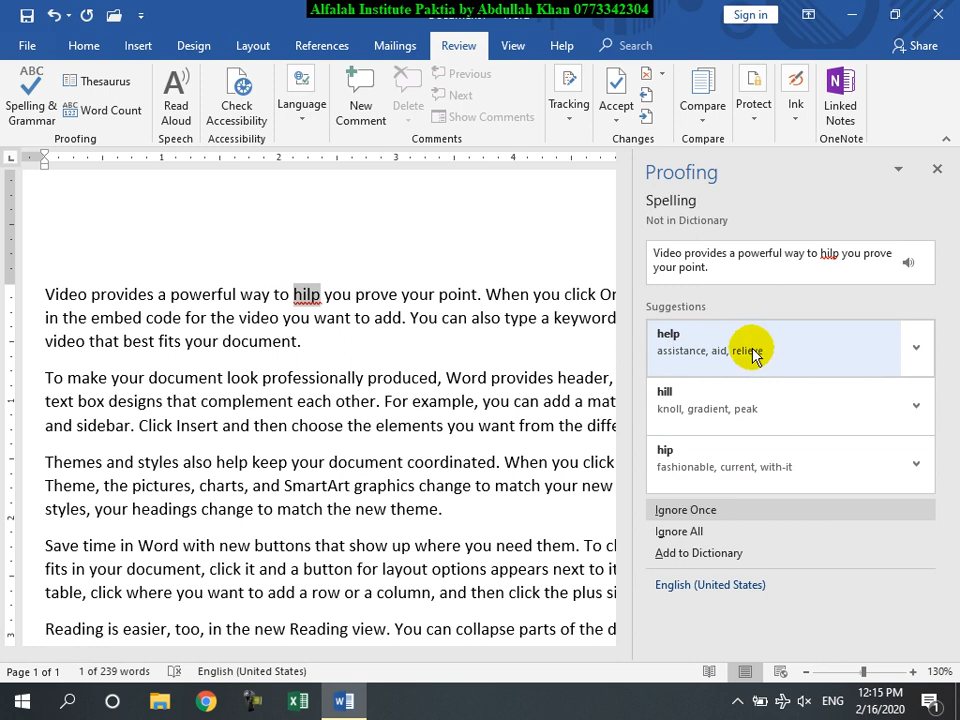 Alfalah Institute Paktia by Abdullah Khan 0773342304
Sign in
File Home Insert Design Layout References Mailings Review View Help Search Share
ABC
Spelling & Grammar
Thesaurus
ABC 123 Word Count
Proofing
Read Aloud
Speech
Check Accessibility
Accessibility
Language
New Comment
Delete
Previous
Next
Show Comments
Comments
Tracking
Accept
Changes
Compare
Compare
Protect
Ink
Linked Notes
OneNote
1 2 3 4
Video provides a powerful way to hilp you prove your point. When you click On
in the embed code for the video you want to add. You can also type a keyword
video that best fits your document.
To make your document look professionally produced, Word provides header,
text box designs that complement each other. For example, you can add a mat
and sidebar. Click Insert and then choose the elements you want from the diffe
Themes and styles also help keep your document coordinated. When you click
Theme, the pictures, charts, and SmartArt graphics change to match your new
styles, your headings change to match the new theme.
Save time in Word with new buttons that show up where you need them. To cl
fits in your document, click it and a button for layout options appears next to it
table, click where you want to add a row or a column, and then click the plus si
Reading is easier, too, in the new Reading view. You can collapse parts of the d
Proofing
Spelling
Not in Dictionary
Video provides a powerful way to hilp you prove
your point.
Suggestions
help
assistance, aid, relieve
hill
knoll, gradient, peak
hip
fashionable, current, with-it
Ignore Once
Ignore All
Add to Dictionary
English (United States)
Page 1 of 1 1 of 239 words English (United States) 130%
ENG 12:15 PM
2/16/2020
1